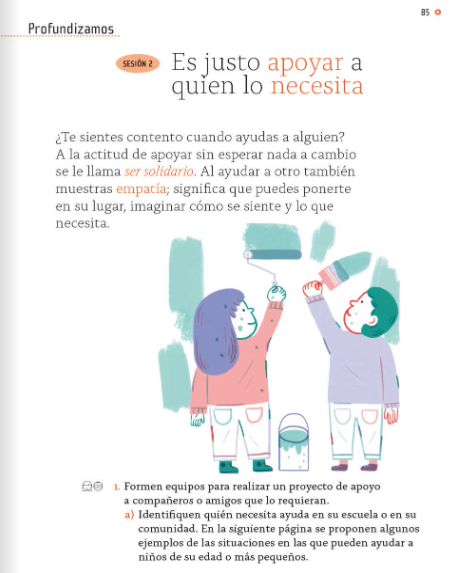 85
Profundizamos
SESIÓN 2
Es justo apoyar a
quien lo necesita
¿Te sientes contento cuando ayudas a alguien?
A la actitud de apoyar sin esperar nada a cambio
se le llama ser solidario. Al ayudar a otro también
muestras empatía; significa que puedes ponerte
en su lugar, imaginar cómo se siente y lo que
necesita.
1. Formen equipos para realizar un proyecto de apoyo
a compañeros o amigos que lo requieran.
a) Identifiquen quién necesita ayuda en su escuela o en su
comunidad. En la siguiente página se proponen algunos
ejemplos de las situaciones en las que pueden ayudar a
niños de su edad o más pequeños.